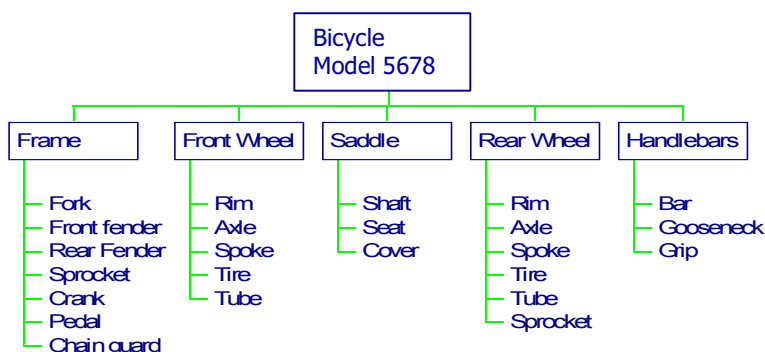 Bicycle
Model 5678
Frame
Fork
Front fender
Rear Fender
Sprocket
Crank
Pedal
Chain guard
Front Wheel
Rim
Axle
Spoke
Tire
Tube
Saddle
Shaft
Seat
Cover
Rear Wheel
Rim
Axle
Spoke
Tire
Tube
Sprocket
Handlebars
Bar
Gooseneck
Grip